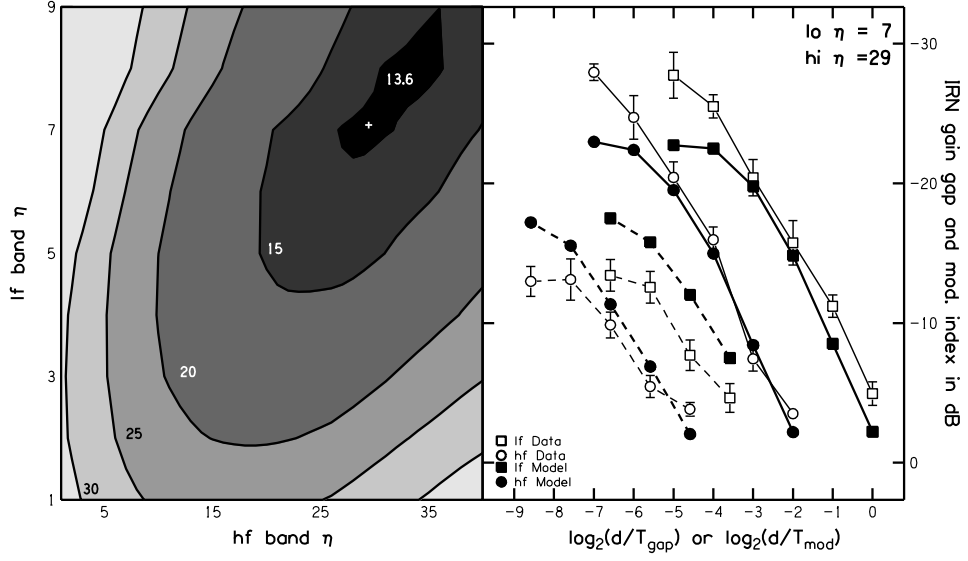 9
7
5
3
1
lf band η
5
15
25
35
hf band η
13.6
15
20
25
30
lo η = 7
hi η =29
-30
-20
-10
0
IRN gain gap and mod. index in dB
lf Data
hf Data
lf Model
hf Model
-9 -8 -7 -6 -5 -4 -3 -2 -1 0
log2(d/Tgap) or log2(d/Tmod)